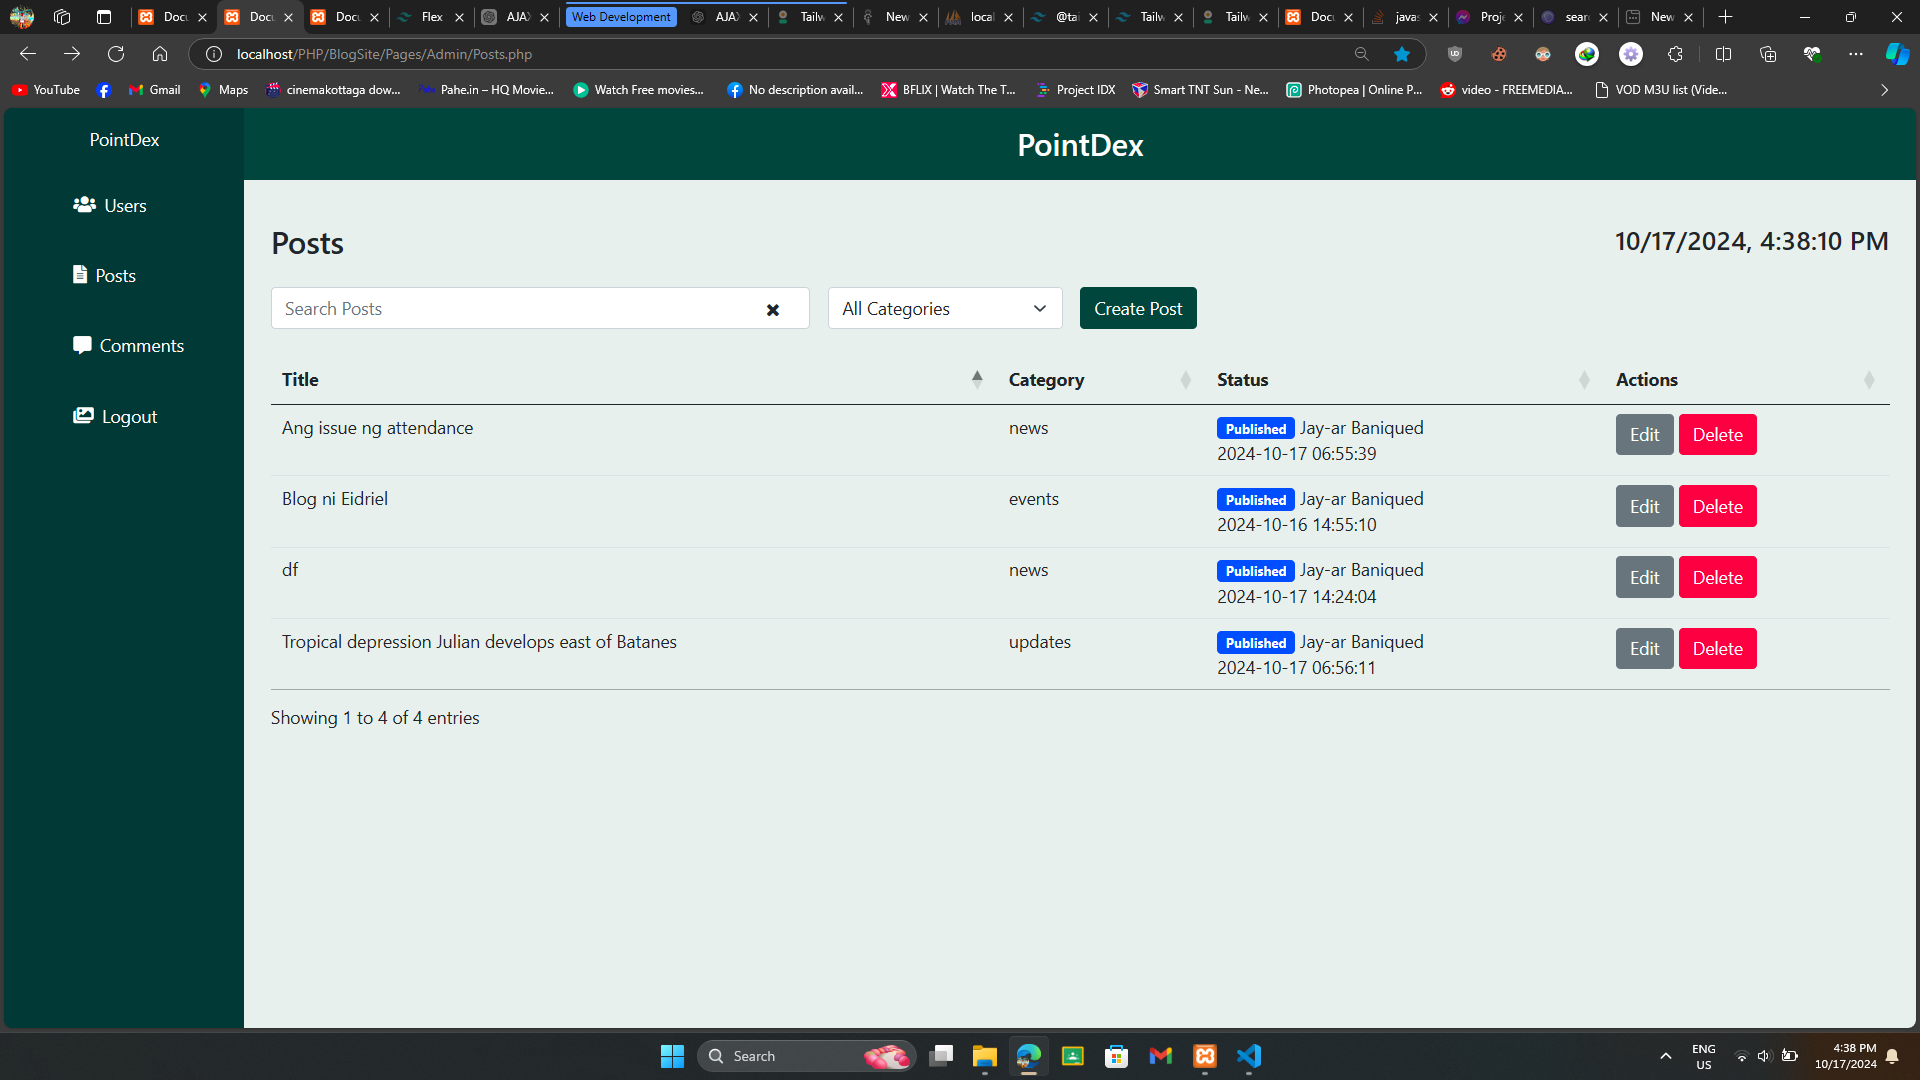 Docu
Docu
Docu
Flex
AJAX
Web Development
AJAX
Tailw
New
local
@tai
Tailw
Tailw
Docu
javas
Proje
sear
New
localhost/PHP/BlogSite/Pages/Admin/Posts.php
YouTube
Gmail
Maps
cinemakottaga dow...
Pahe.in – HQ Movie...
Watch Free movies...
No description avail...
BFLIX | Watch The T...
Project IDX
Smart TNT Sun - Ne...
Photopea | Online P...
video - FREEMEDIA...
VOD M3U list (Vide...
PointDex
PointDex
Users
Posts
Comments
Logout
Posts
10/17/2024, 4:38:10 PM
Search Posts
All Categories
Create Post
Title Category Status Actions
Ang issue ng attendance news Published Jay-ar Baniqued Edit Delete
2024-10-17 06:55:39
Blog ni Eidriel events Published Jay-ar Baniqued Edit Delete
2024-10-16 14:55:10
df news Published Jay-ar Baniqued Edit Delete
2024-10-17 14:24:04
Tropical depression Julian develops east of Batanes updates Published Jay-ar Baniqued Edit Delete
2024-10-17 06:56:11
Showing 1 to 4 of 4 entries
Search
ENG
US
4:38 PM
10/17/2024